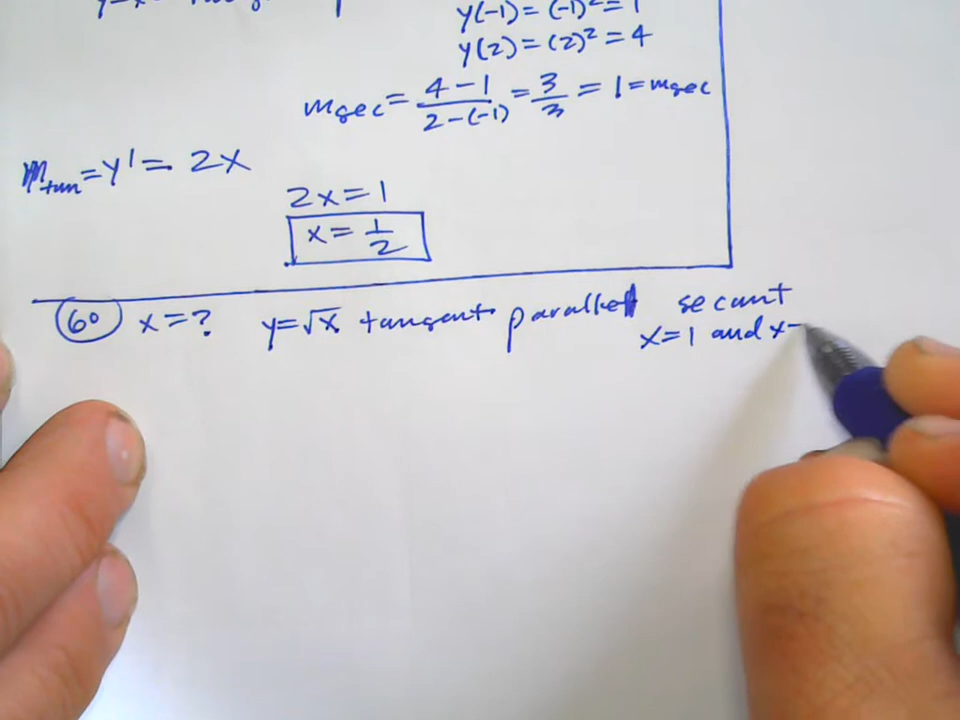 y(-1) = (-1)² = 1
y(2) = (2)² = 4
msec = 4-1/2-(-1) = 3/3 = 1 = msec
mtan = y' = 2x
2x = 1
x = 1/2
60 x = ? y = √x tangent parallel secant
x = 1 and x =